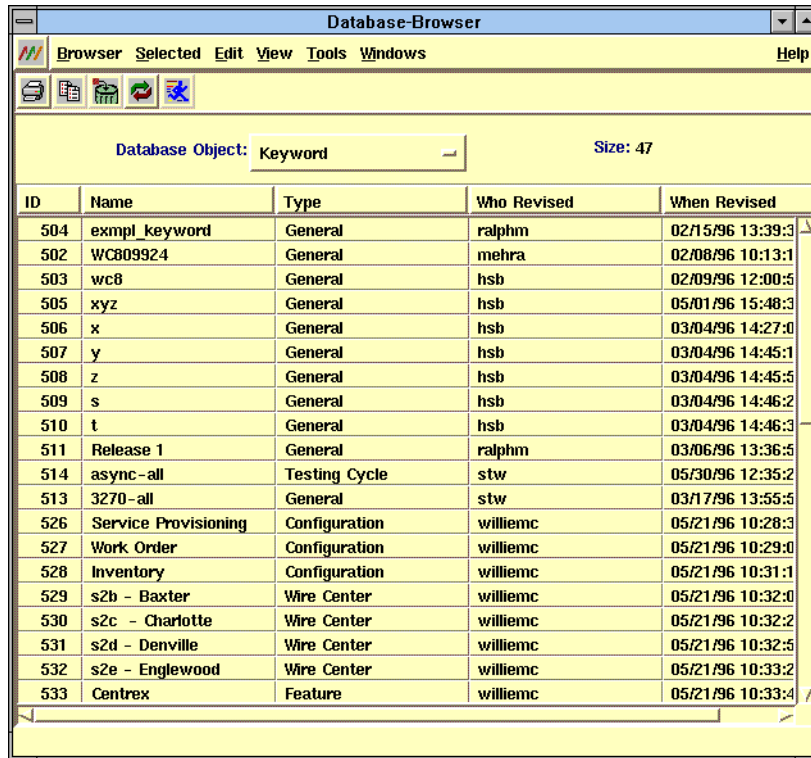 Database-Browser
Browser Selected Edit View Tools Windows Help
Database Object: Keyword Size: 47
ID Name Type Who Revised When Revised
504 exmpl_keyword General ralphm 02/15/96 13:39:3
502 WC809924 General mehra 02/08/96 10:13:1
503 wc8 General hsb 02/09/96 12:00:5
505 xyz General hsb 05/01/96 15:48:3
506 x General hsb 03/04/96 14:27:0
507 y General hsb 03/04/96 14:45:1
508 z General hsb 03/04/96 14:45:5
509 s General hsb 03/04/96 14:46:2
510 t General hsb 03/04/96 14:46:3
511 Release 1 General ralphm 03/06/96 13:36:5
514 async-all Testing Cycle stw 05/30/96 12:35:2
513 3270-all General stw 03/17/96 13:55:5
526 Service Provisioning Configuration williemc 05/21/96 10:28:3
527 Work Order Configuration williemc 05/21/96 10:29:0
528 Inventory Configuration williemc 05/21/96 10:31:1
529 s2b - Baxter Wire Center williemc 05/21/96 10:32:0
530 s2c - Charlotte Wire Center williemc 05/21/96 10:32:2
531 s2d - Denville Wire Center williemc 05/21/96 10:32:5
532 s2e - Englewood Wire Center williemc 05/21/96 10:33:2
533 Centrex Feature williemc 05/21/96 10:33:4